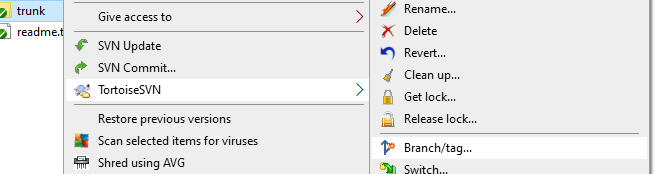 trunk
readme.t
Give access to
SVN Update
SVN Commit...
TortoiseSVN
Restore previous versions
Scan selected items for viruses
Shred using AVG
Rename...
Delete
Revert...
Clean up...
Get lock...
Release lock...
Branch/tag...
Switch...